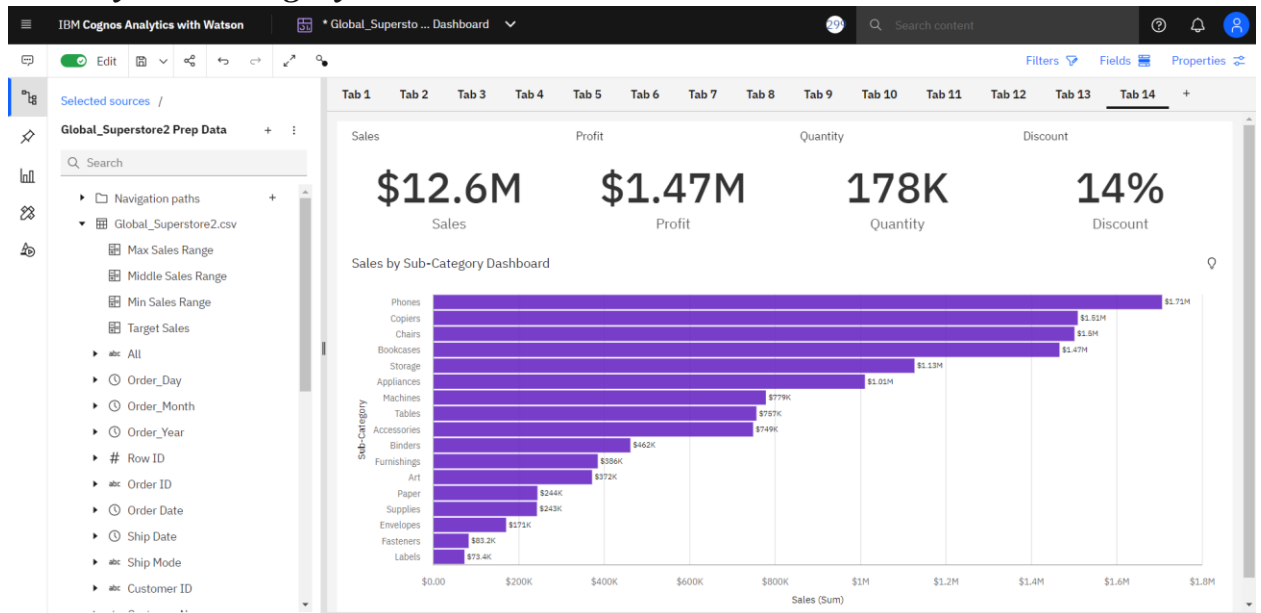 IBM Cognos Analytics with Watson
* Global_Supersto ... Dashboard
299
Search content
Edit
Filters
Fields
Properties
Selected sources /
Global_Superstore2 Prep Data
Search
Navigation paths
Global_Superstore2.csv
Max Sales Range
Middle Sales Range
Min Sales Range
Target Sales
abc All
Order_Day
Order_Month
Order_Year
# Row ID
abc Order ID
Order Date
Ship Date
abc Ship Mode
abc Customer ID
Tab 1 Tab 2 Tab 3 Tab 4 Tab 5 Tab 6 Tab 7 Tab 8 Tab 9 Tab 10 Tab 11 Tab 12 Tab 13 Tab 14 +
Sales Profit Quantity Discount
$12.6M $1.47M 178K 14%
Sales Profit Quantity Discount
Sales by Sub-Category Dashboard
Sub-Category
Phones $1.71M
Copiers $1.51M
Chairs $1.5M
Bookcases $1.47M
Storage $1.13M
Appliances $1.01M
Machines $779K
Tables $757K
Accessories $749K
Binders $462K
Furnishings $386K
Art $372K
Paper $244K
Supplies $243K
Envelopes $171K
Fasteners $83.2K
Labels $73.4K
$0.00 $200K $400K $600K $800K $1M $1.2M $1.4M $1.6M $1.8M
Sales (Sum)